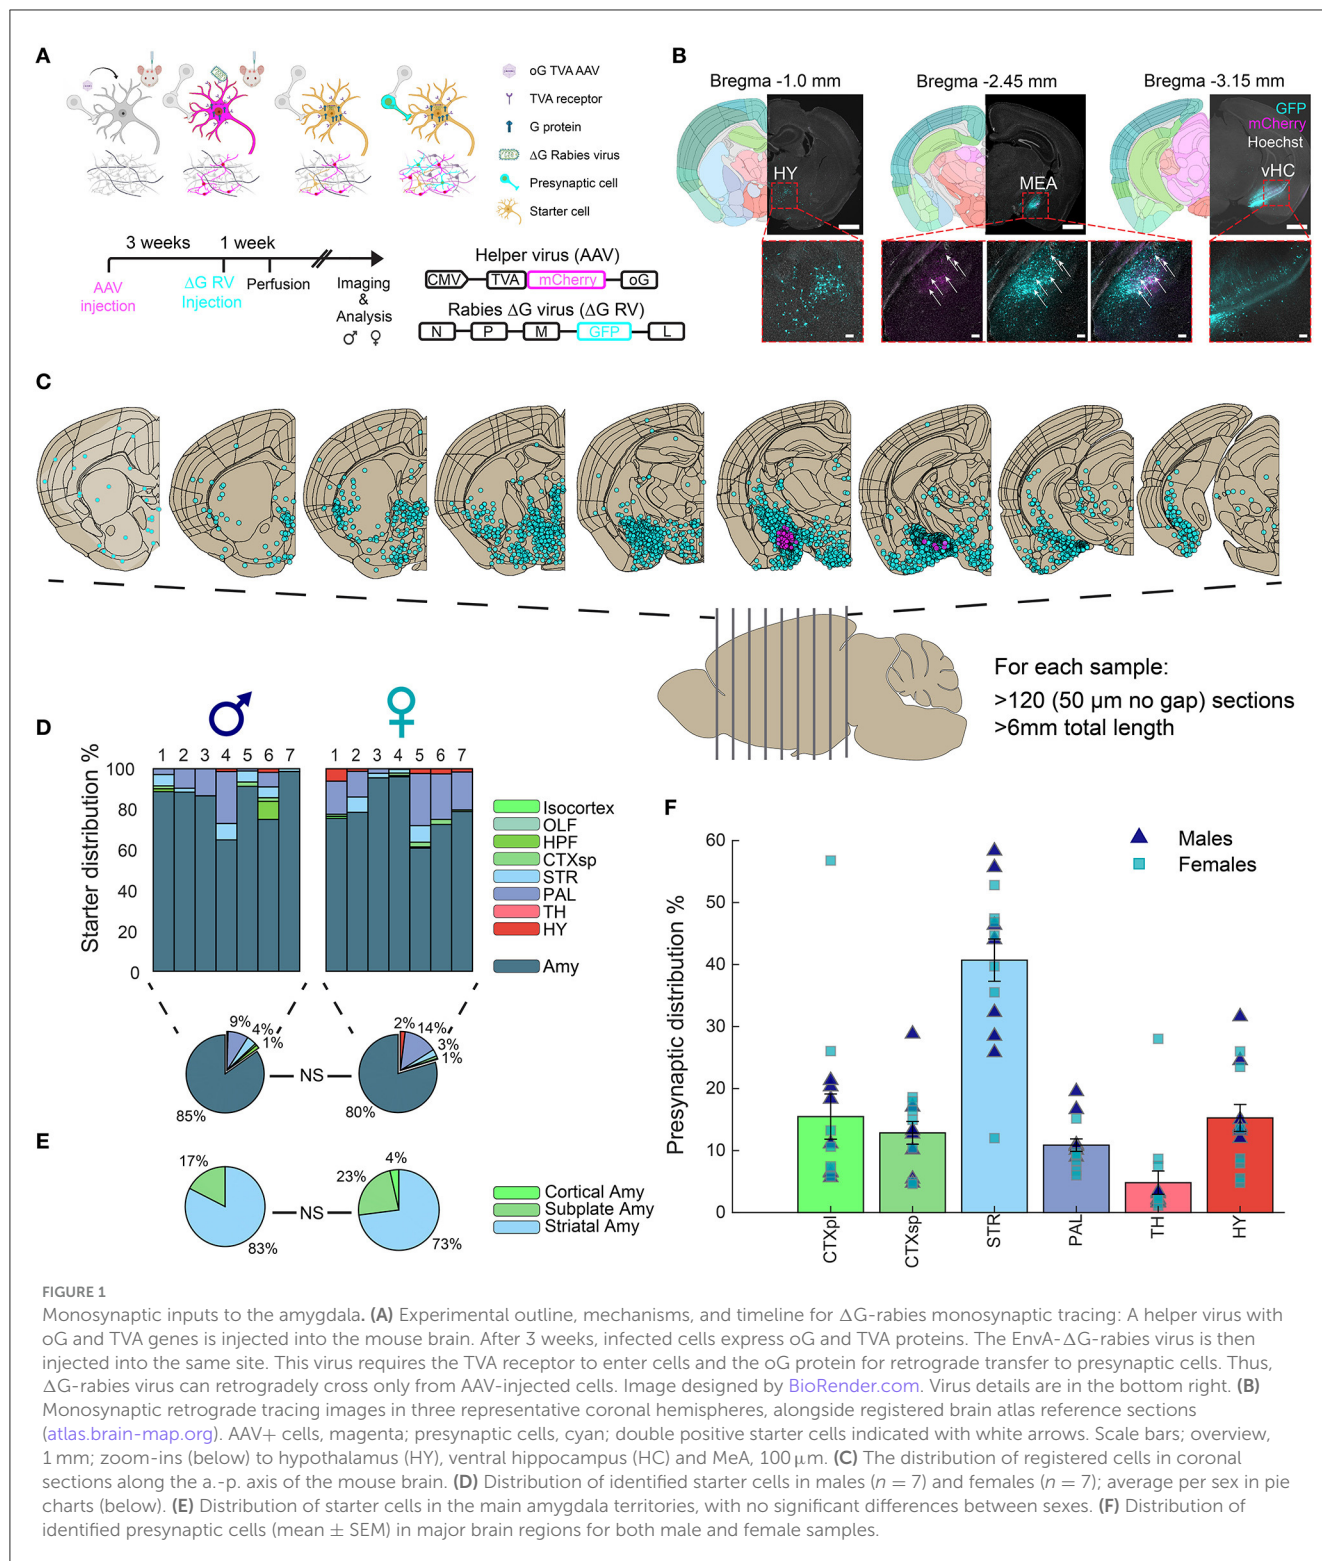 A
oG TVA AAV
TVA receptor
G protein
ΔG Rabies virus
Presynaptic cell
Starter cell
3 weeks
1 week
AAV
injection
ΔG RV
Injection
Perfusion
Imaging
&
Analysis
♂ ♀
Helper virus (AAV)
CMV TVA mCherry oG
Rabies ΔG virus (ΔG RV)
N P M GFP L
B
Bregma -1.0 mm
Bregma -2.45 mm
Bregma -3.15 mm
GFP
mCherry
Hoechst
HY
MEA
vHC
C
For each sample:
>120 (50 µm no gap) sections
>6mm total length
D
♂ ♀
1 2 3 4 5 6 7
1 2 3 4 5 6 7
Starter distribution %
100
80
60
40
20
0
Isocortex
OLF
HPF
CTXsp
STR
PAL
TH
HY
Amy
9%
4%
1%
85%
NS
2%
14%
3%
1%
80%
E
17%
83%
NS
4%
23%
73%
Cortical Amy
Subplate Amy
Striatal Amy
F
Males
Females
Presynaptic distribution %
60
50
40
30
20
10
0
CTXpl
CTXsp
STR
PAL
TH
HY
FIGURE 1
Monosynaptic inputs to the amygdala. (A) Experimental outline, mechanisms, and timeline for ΔG-rabies monosynaptic tracing: A helper virus with
oG and TVA genes is injected into the mouse brain. After 3 weeks, infected cells express oG and TVA proteins. The EnvA-ΔG-rabies virus is then
injected into the same site. This virus requires the TVA receptor to enter cells and the oG protein for retrograde transfer to presynaptic cells. Thus,
ΔG-rabies virus can retrogradely cross only from AAV-injected cells. Image designed by BioRender.com. Virus details are in the bottom right. (B)
Monosynaptic retrograde tracing images in three representative coronal hemispheres, alongside registered brain atlas reference sections
(atlas.brain-map.org). AAV+ cells, magenta; presynaptic cells, cyan; double positive starter cells indicated with white arrows. Scale bars; overview,
1 mm; zoom-ins (below) to hypothalamus (HY), ventral hippocampus (HC) and MeA, 100 µm. (C) The distribution of registered cells in coronal
sections along the a.-p. axis of the mouse brain. (D) Distribution of identified starter cells in males (n = 7) and females (n = 7); average per sex in pie
charts (below). (E) Distribution of starter cells in the main amygdala territories, with no significant differences between sexes. (F) Distribution of
identified presynaptic cells (mean ± SEM) in major brain regions for both male and female samples.